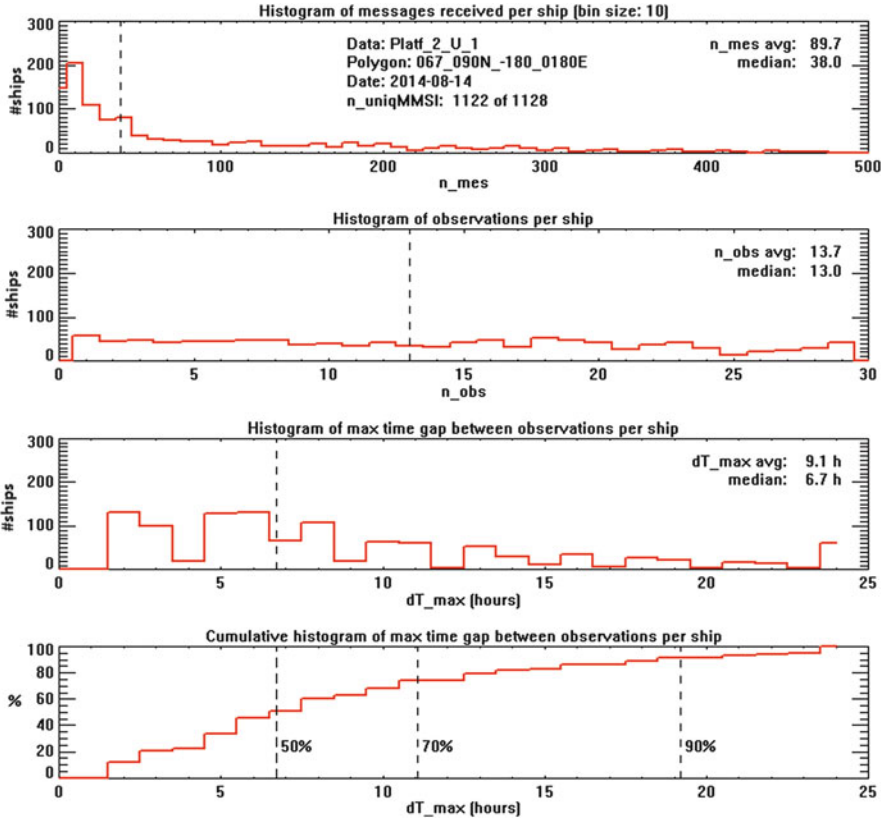 Histogram of messages received per ship (bin size: 10)
300
200
100
0
#ships
Data: Platf_2_U_1
Polygon: 067_090N_-180_0180E
Date: 2014-08-14
n_uniqMMSI: 1122 of 1128
n_mes avg: 89.7
median: 38.0
0 100 200 300 400 500
n_mes
Histogram of observations per ship
300
200
100
0
#ships
n_obs avg: 13.7
median: 13.0
0 5 10 15 20 25 30
n_obs
Histogram of max time gap between observations per ship
300
200
100
0
#ships
dT_max avg: 9.1 h
median: 6.7 h
0 5 10 15 20 25
dT_max (hours)
Cumulative histogram of max time gap between observations per ship
100
80
60
40
20
0
%
50% 70% 90%
0 5 10 15 20 25
dT_max (hours)